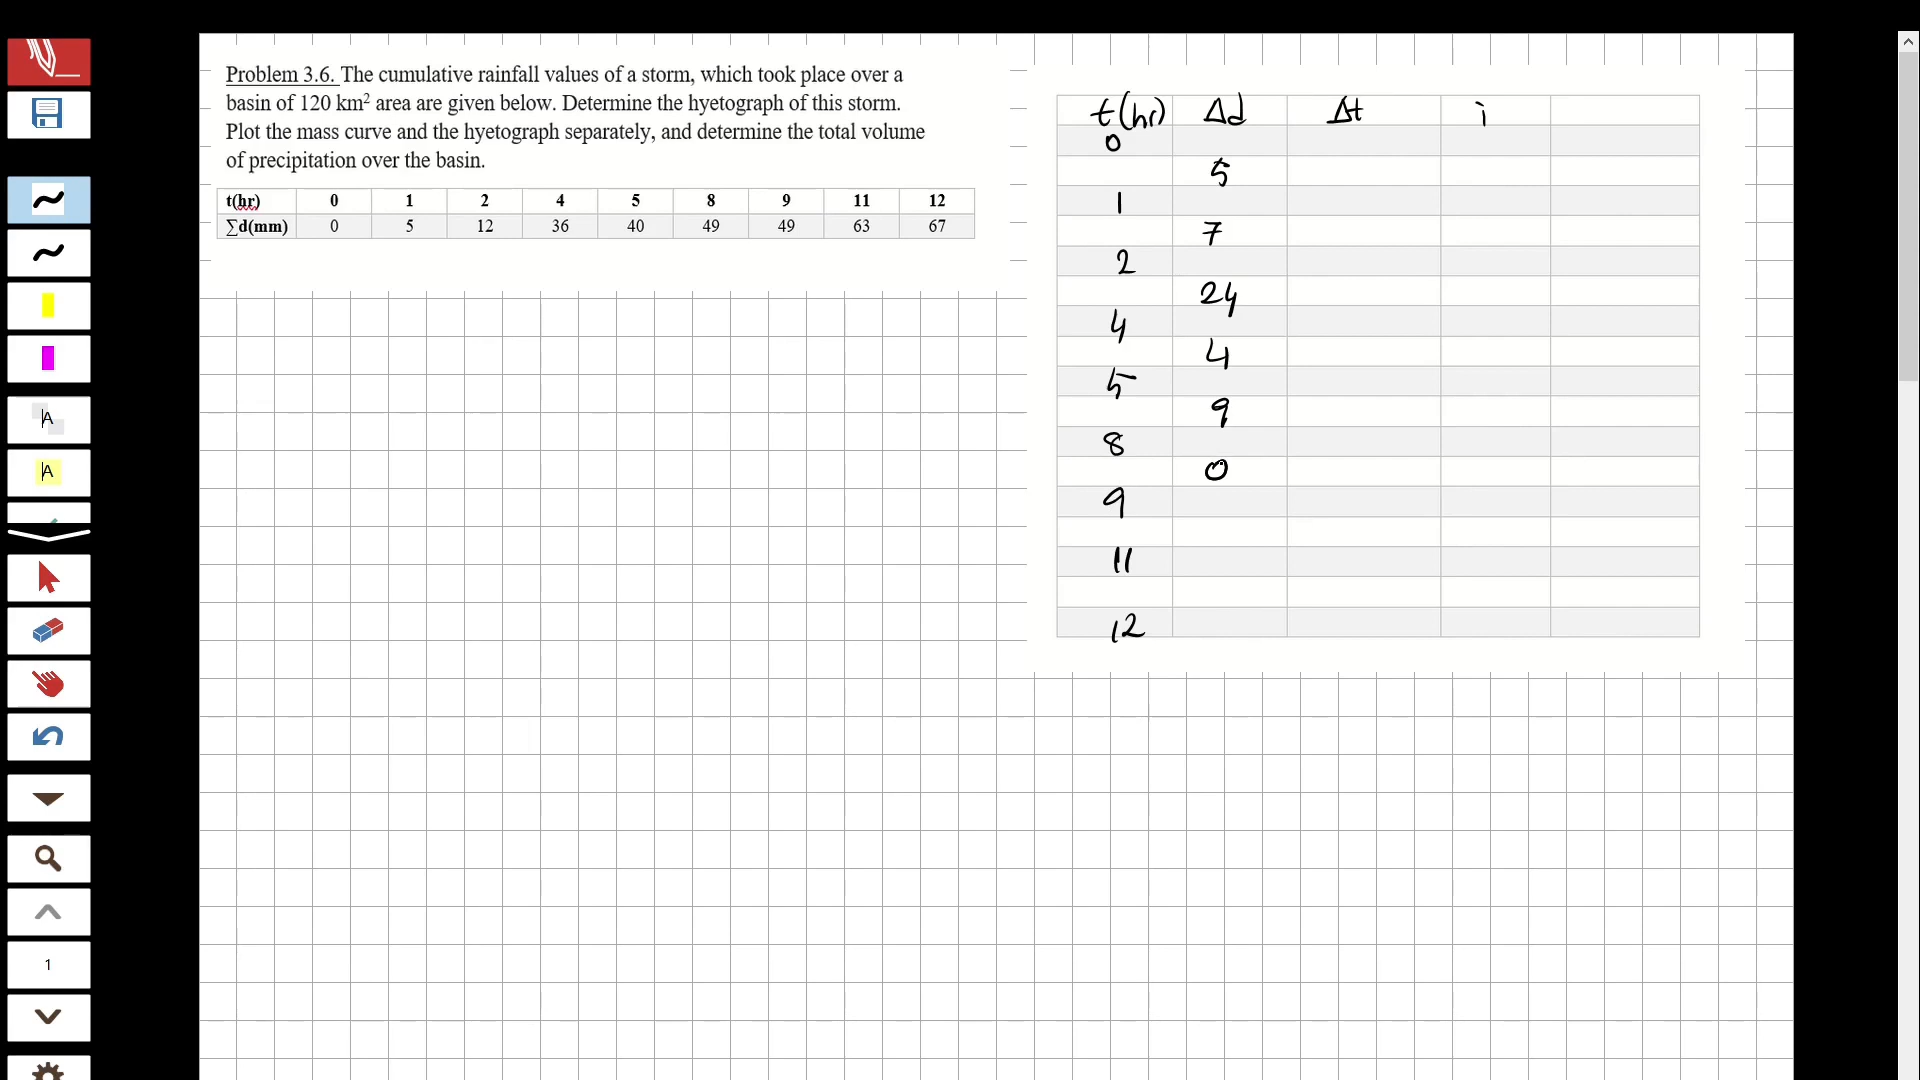 Problem 3.6. The cumulative rainfall values of a storm, which took place over a
basin of 120 km² area are given below. Determine the hyetograph of this storm.
Plot the mass curve and the hyetograph separately, and determine the total volume
of precipitation over the basin.
t(hr) 0 1 2 4 5 8 9 11 12
∑d(mm) 0 5 12 36 40 49 49 63 67
t(hr) Δd Δt i
0
5
1
7
2
24
4
4
5
9
8
0
9
11
12
A
A
1